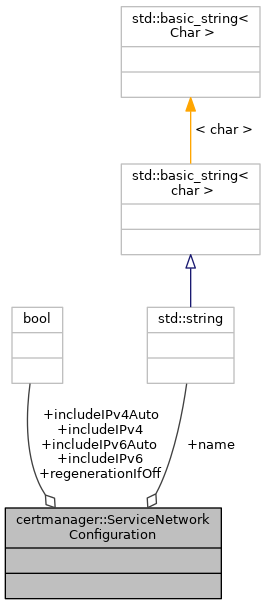 std::basic_string<
Char >
< char >
std::basic_string<
char >
bool
std::string
+includeIPv4Auto
+includeIPv4
+includeIPv6Auto
+includeIPv6
+regenerationIfOff
+name
certmanager::ServiceNetwork
Configuration